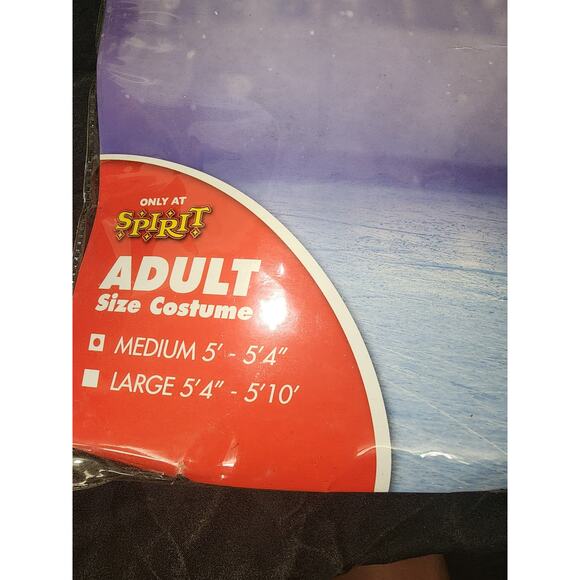 ONLY AT
SPIRIT
ADULT
Size Costume
MEDIUM 5' - 5'4"
LARGE 5'4" - 5'10'